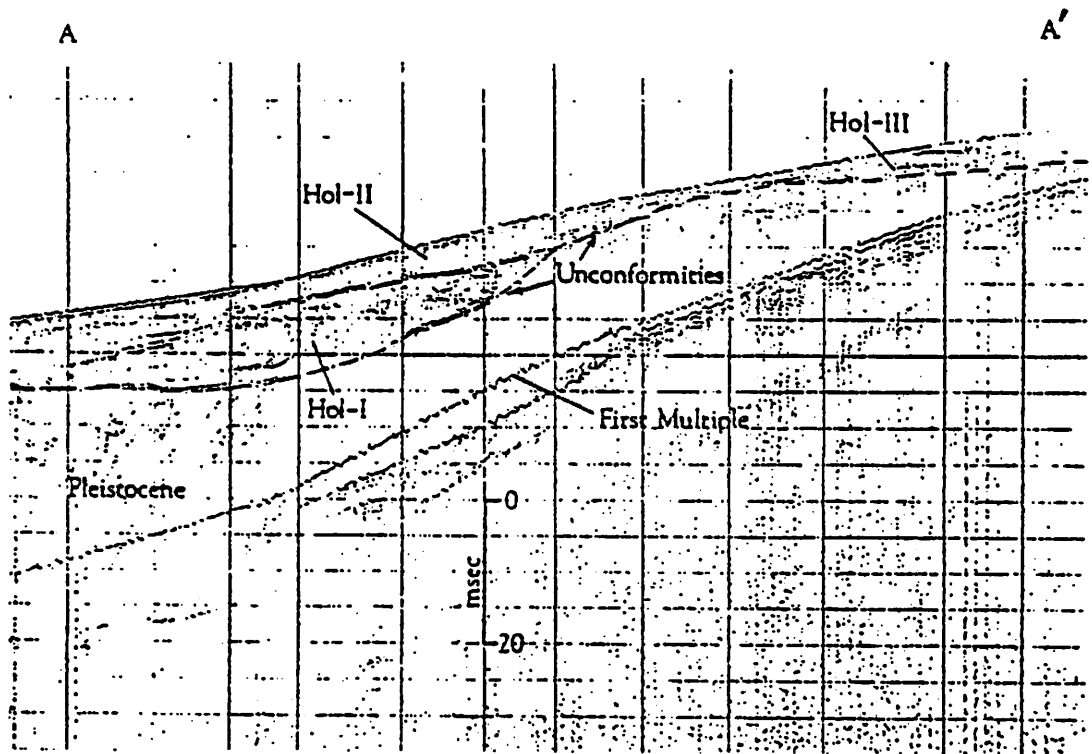 A
A'
Hol-III
Hol-II
Unconformities
Hol-I
First Multiple
Pleistocene
0
msec
20